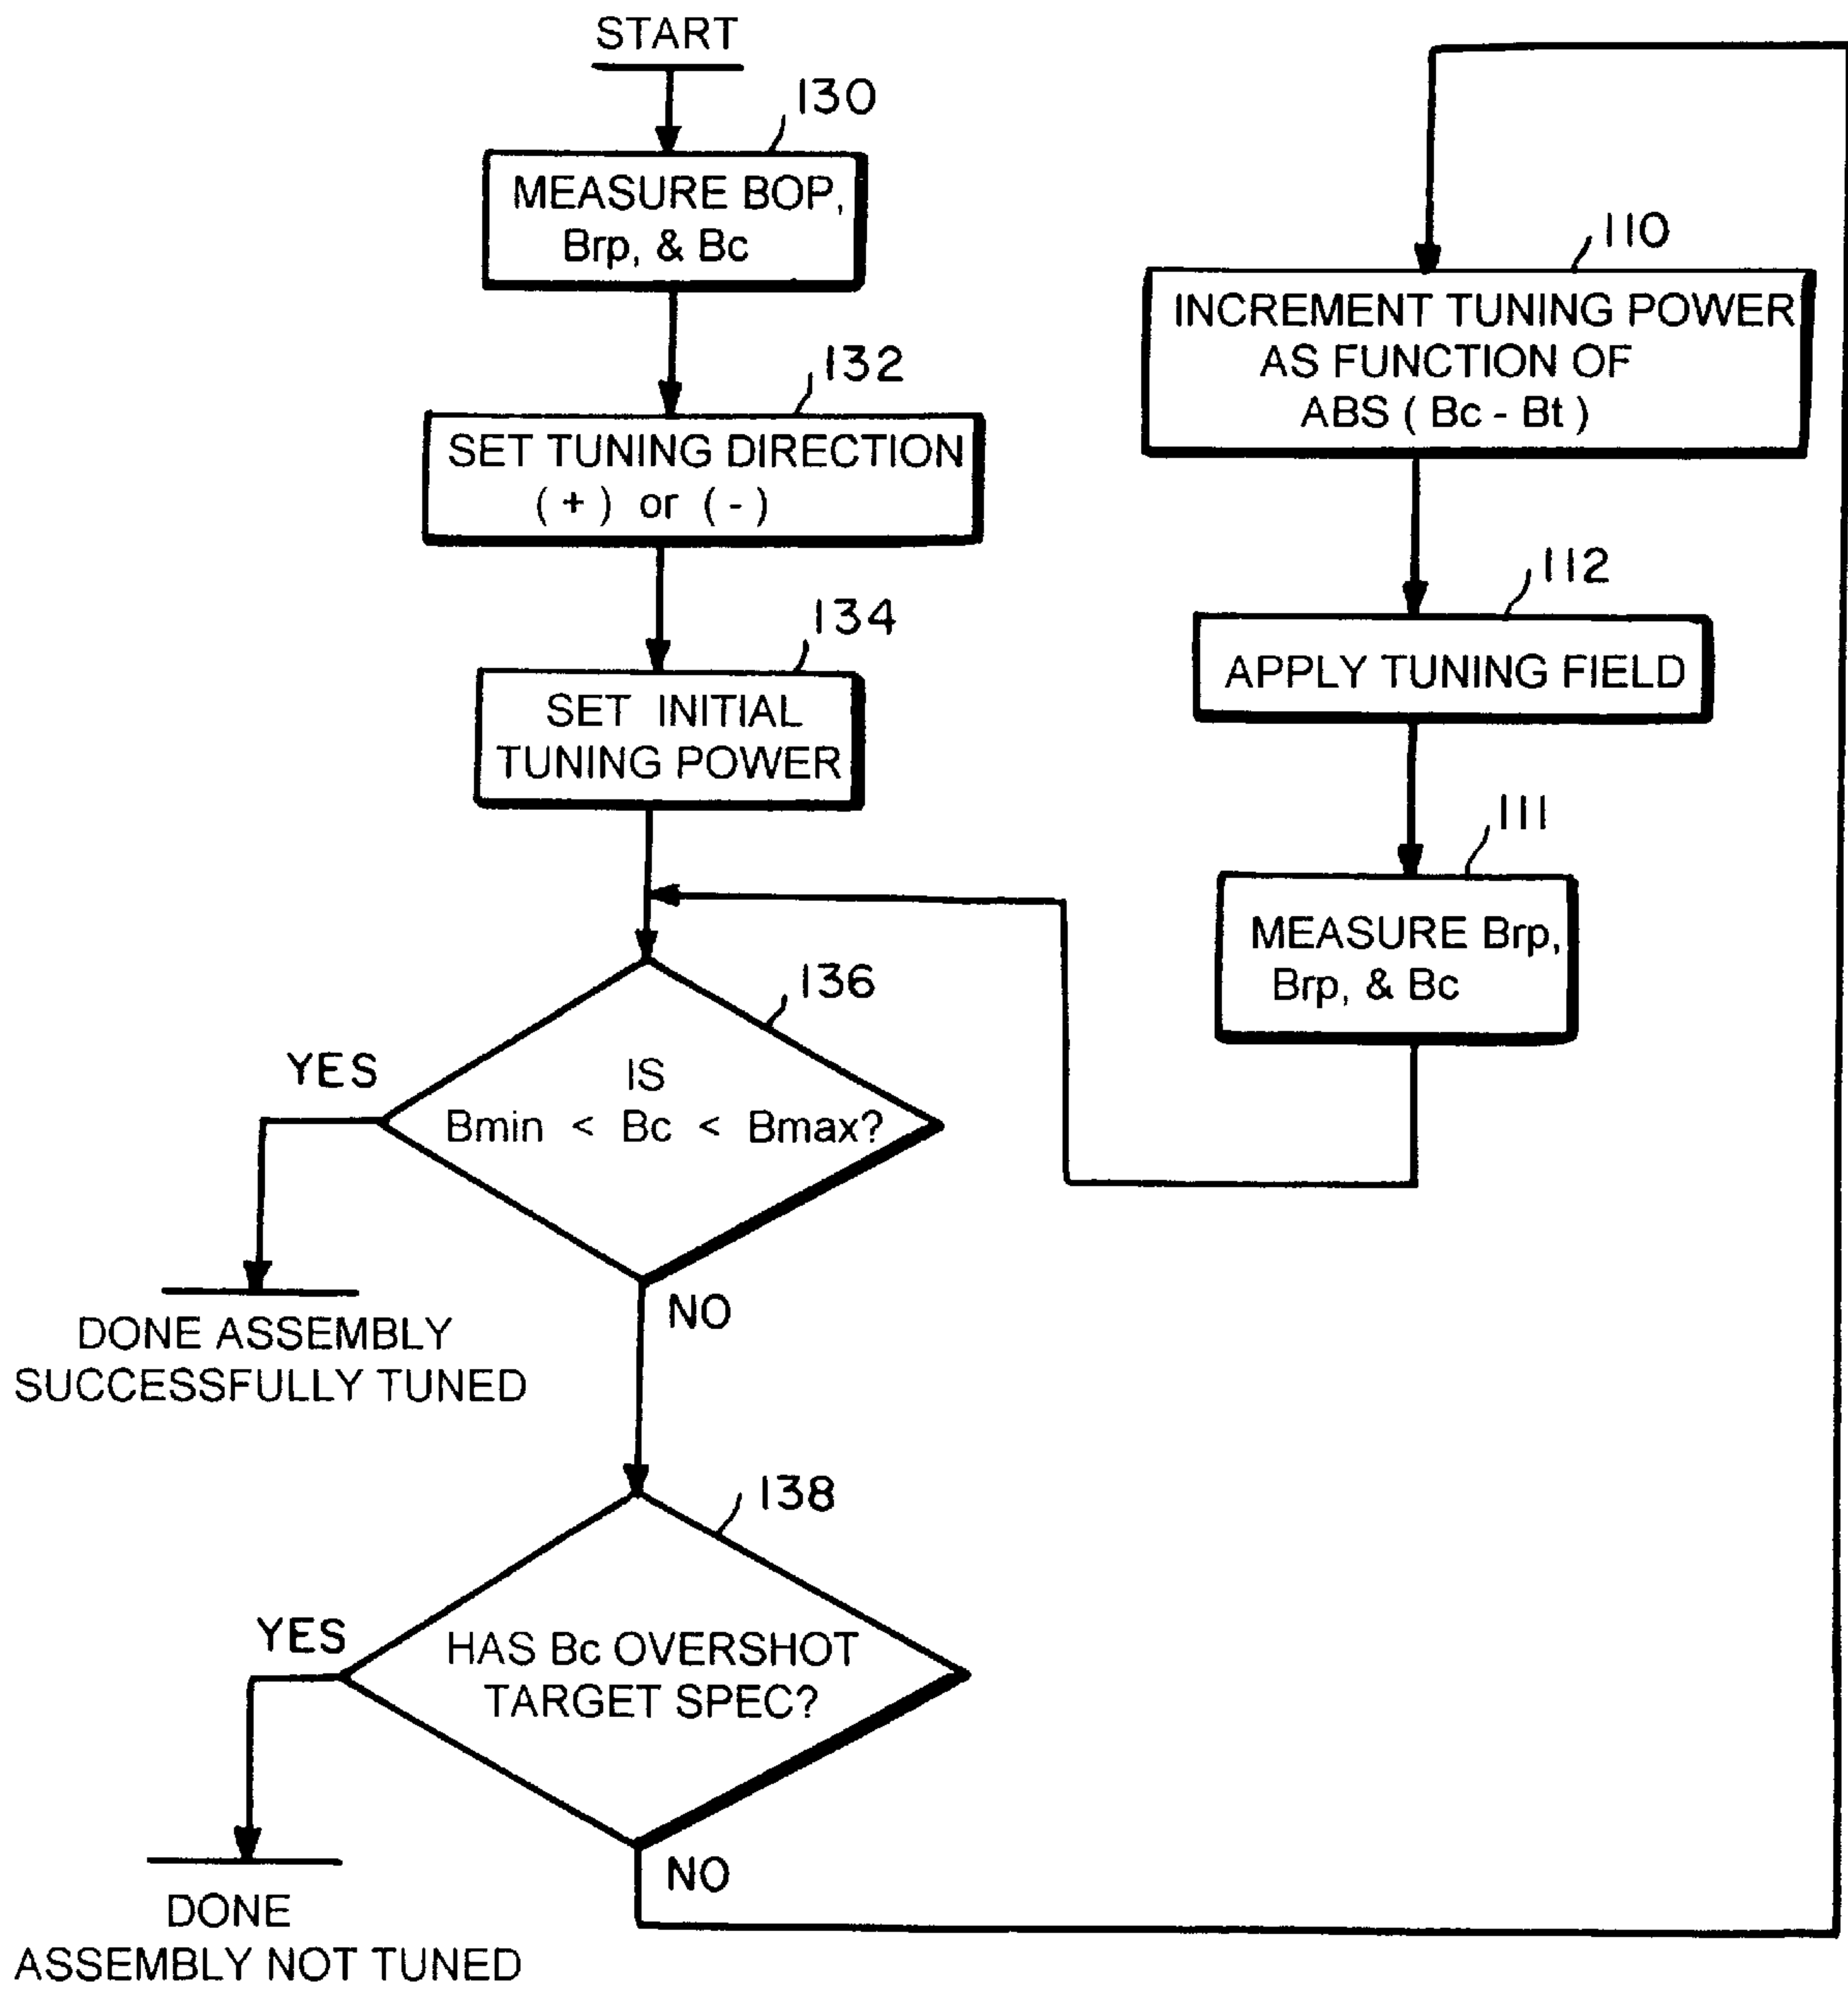 START
130
MEASURE BOP,
Brp, & Bc
132
SET TUNING DIRECTION
( + ) or ( - )
134
SET INITIAL
TUNING POWER
136
IS
Bmin < Bc < Bmax?
YES
NO
DONE ASSEMBLY
SUCCESSFULLY TUNED
138
HAS Bc OVERSHOT
TARGET SPEC?
YES
NO
DONE
ASSEMBLY NOT TUNED
110
INCREMENT TUNING POWER
AS FUNCTION OF
ABS ( Bc - Bt )
112
APPLY TUNING FIELD
111
MEASURE Brp,
Brp, & Bc